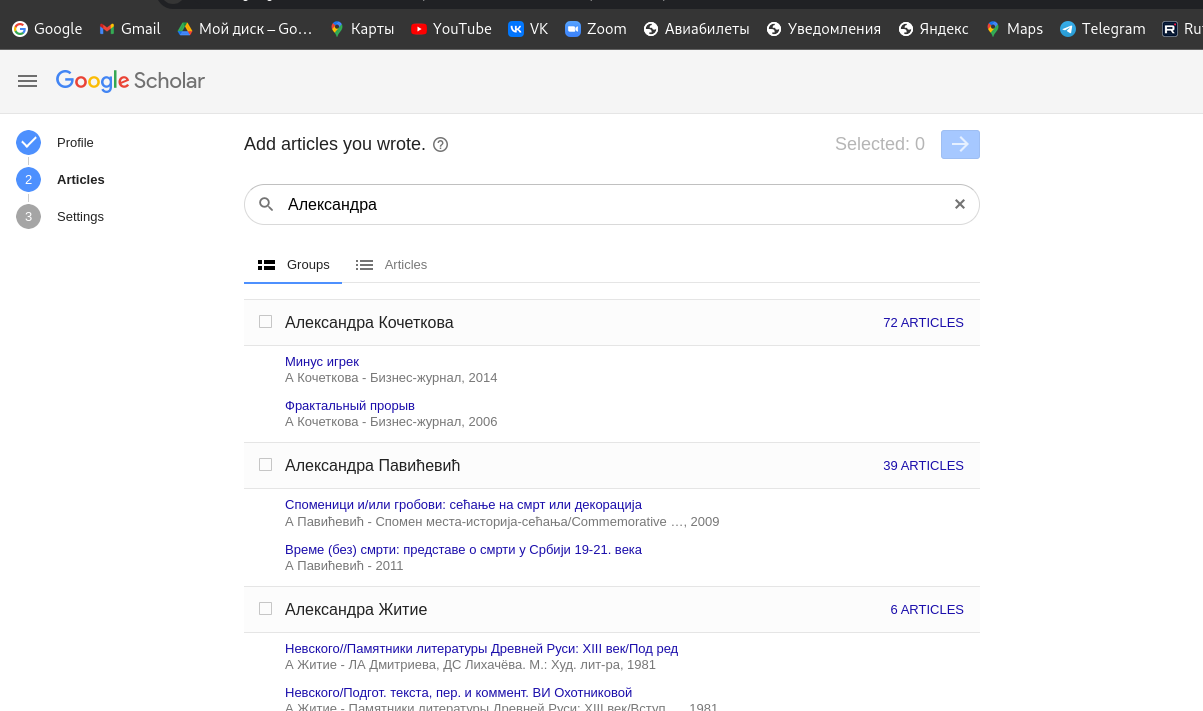 Google Gmail Мой диск – Go… Карты YouTube VK Zoom Авиабилеты Уведомления Яндекс Maps Telegram
Google Scholar
Profile
2 Articles
3 Settings
Add articles you wrote. ?
Selected: 0
Александра
Groups Articles
Александра Кочеткова 72 ARTICLES
Минус игрек
А Кочеткова - Бизнес-журнал, 2014
Фрактальный прорыв
А Кочеткова - Бизнес-журнал, 2006
Александра Павићевић 39 ARTICLES
Споменици и/или гробови: сећање на смрт или декорација
А Павићевић - Спомен места-историја-сећања/Commemorative …, 2009
Време (без) смрти: представе о смрти у Србији 19-21. века
А Павићевић - 2011
Александра Житие 6 ARTICLES
Невского//Памятники литературы Древней Руси: XIII век/Под ред
А Житие - ЛА Дмитриева, ДС Лихачёва. М.: Худ. лит-ра, 1981
Невского/Подгот. текста, пер. и коммент. ВИ Охотниковой
А Житие - Памятники литературы Древней Руси: XIII век/Вступ …, 1981